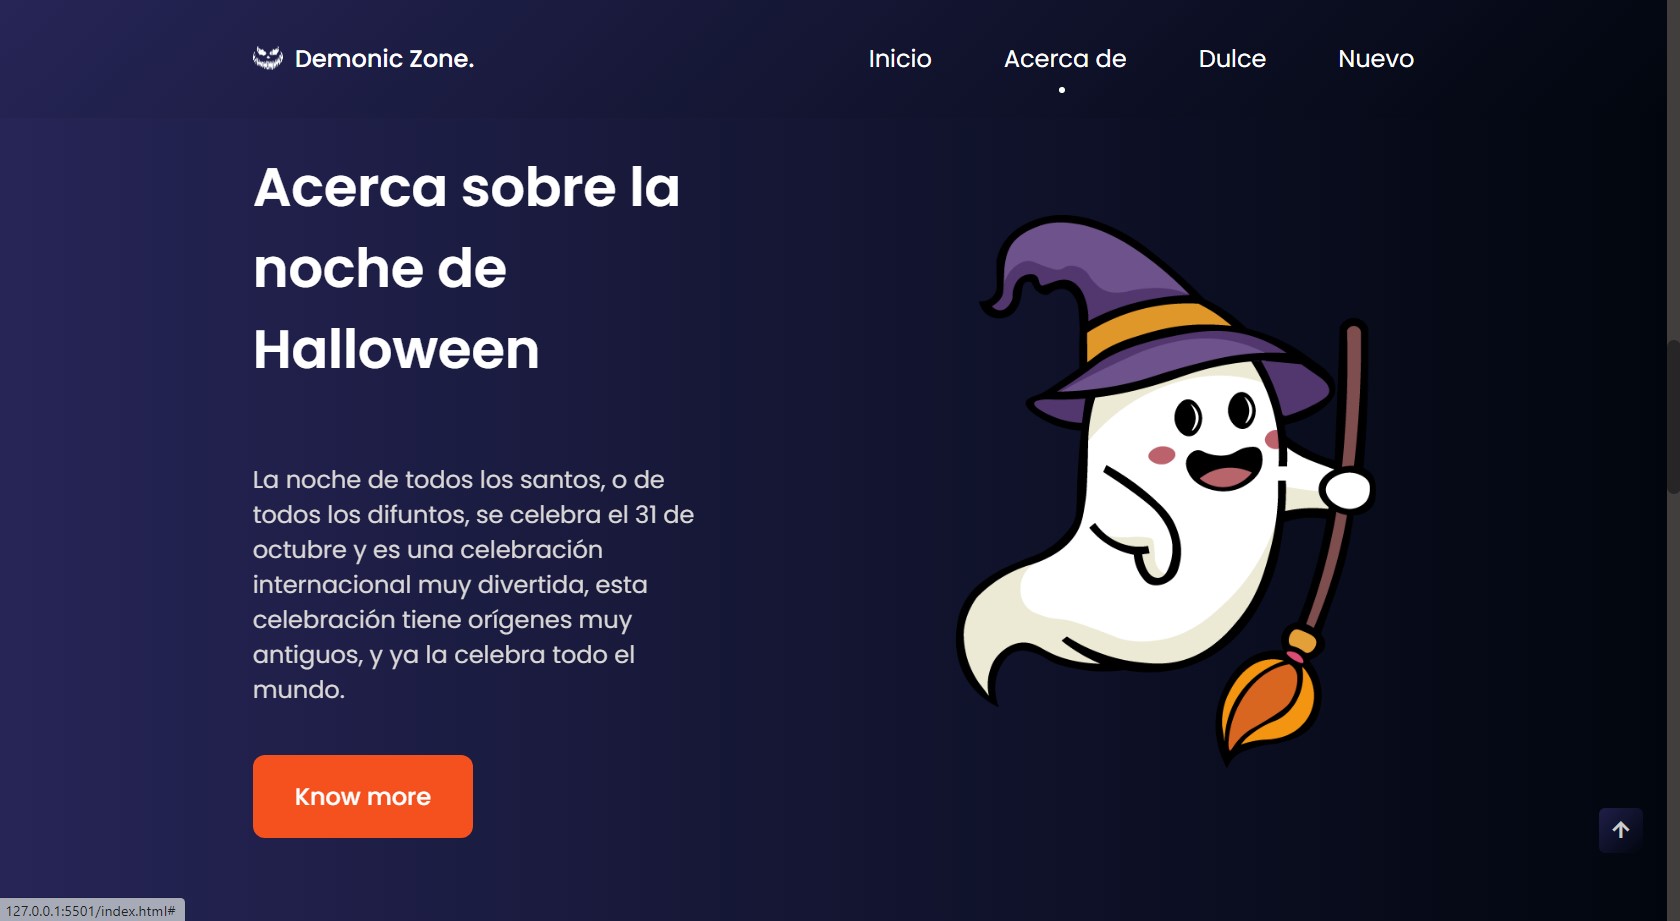 Demonic Zone.
Inicio
Acerca de
Dulce
Nuevo
Acerca sobre la
noche de
Halloween
La noche de todos los santos, o de
todos los difuntos, se celebra el 31 de
octubre y es una celebración
internacional muy divertida, esta
celebración tiene orígenes muy
antiguos, y ya la celebra todo el
mundo.
Know more
127.0.0.1:5501/index.html#